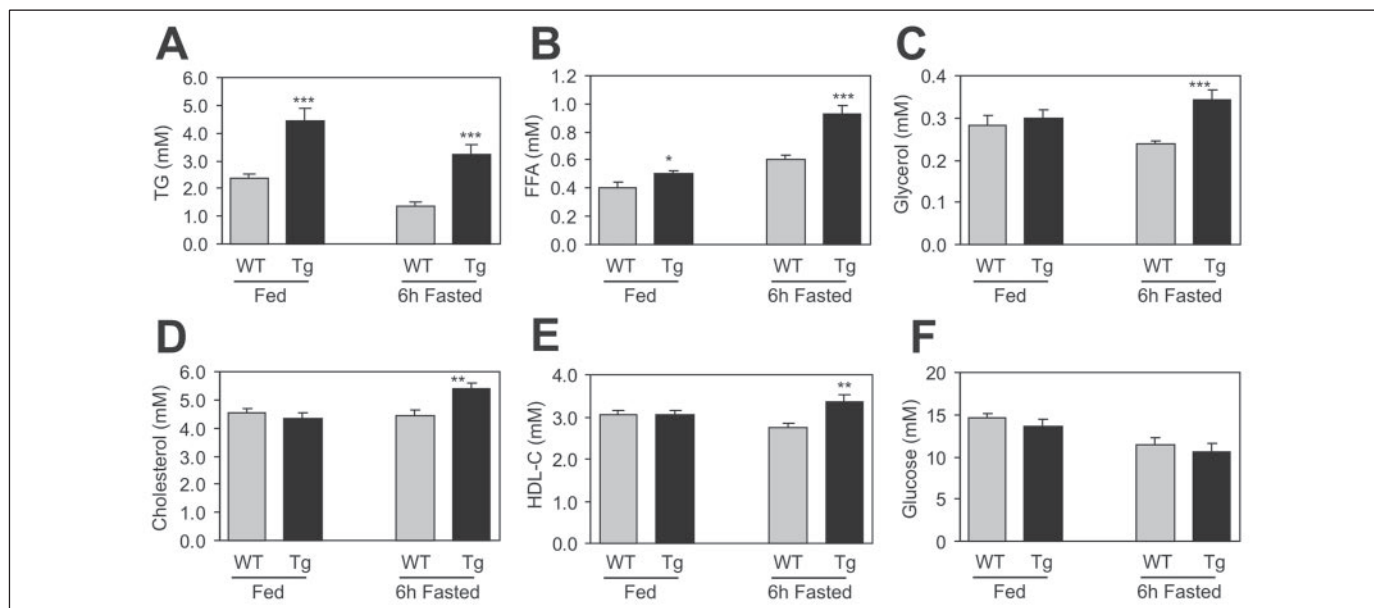 A
TG (mM)
6.0
5.0
4.0
3.0
2.0
1.0
0.0
***
***
WT Tg WT Tg
Fed 6h Fasted
B
FFA (mM)
1.2
1.0
0.8
0.6
0.4
0.2
0.0
*
***
WT Tg WT Tg
Fed 6h Fasted
C
Glycerol (mM)
0.4
0.3
0.2
0.1
0.0
***
WT Tg WT Tg
Fed 6h Fasted
D
Cholesterol (mM)
6.0
5.0
4.0
3.0
2.0
1.0
0.0
**
WT Tg WT Tg
Fed 6h Fasted
E
HDL-C (mM)
4.0
3.0
2.0
1.0
0.0
**
WT Tg WT Tg
Fed 6h Fasted
F
Glucose (mM)
20
15
10
5
0
WT Tg WT Tg
Fed 6h Fasted